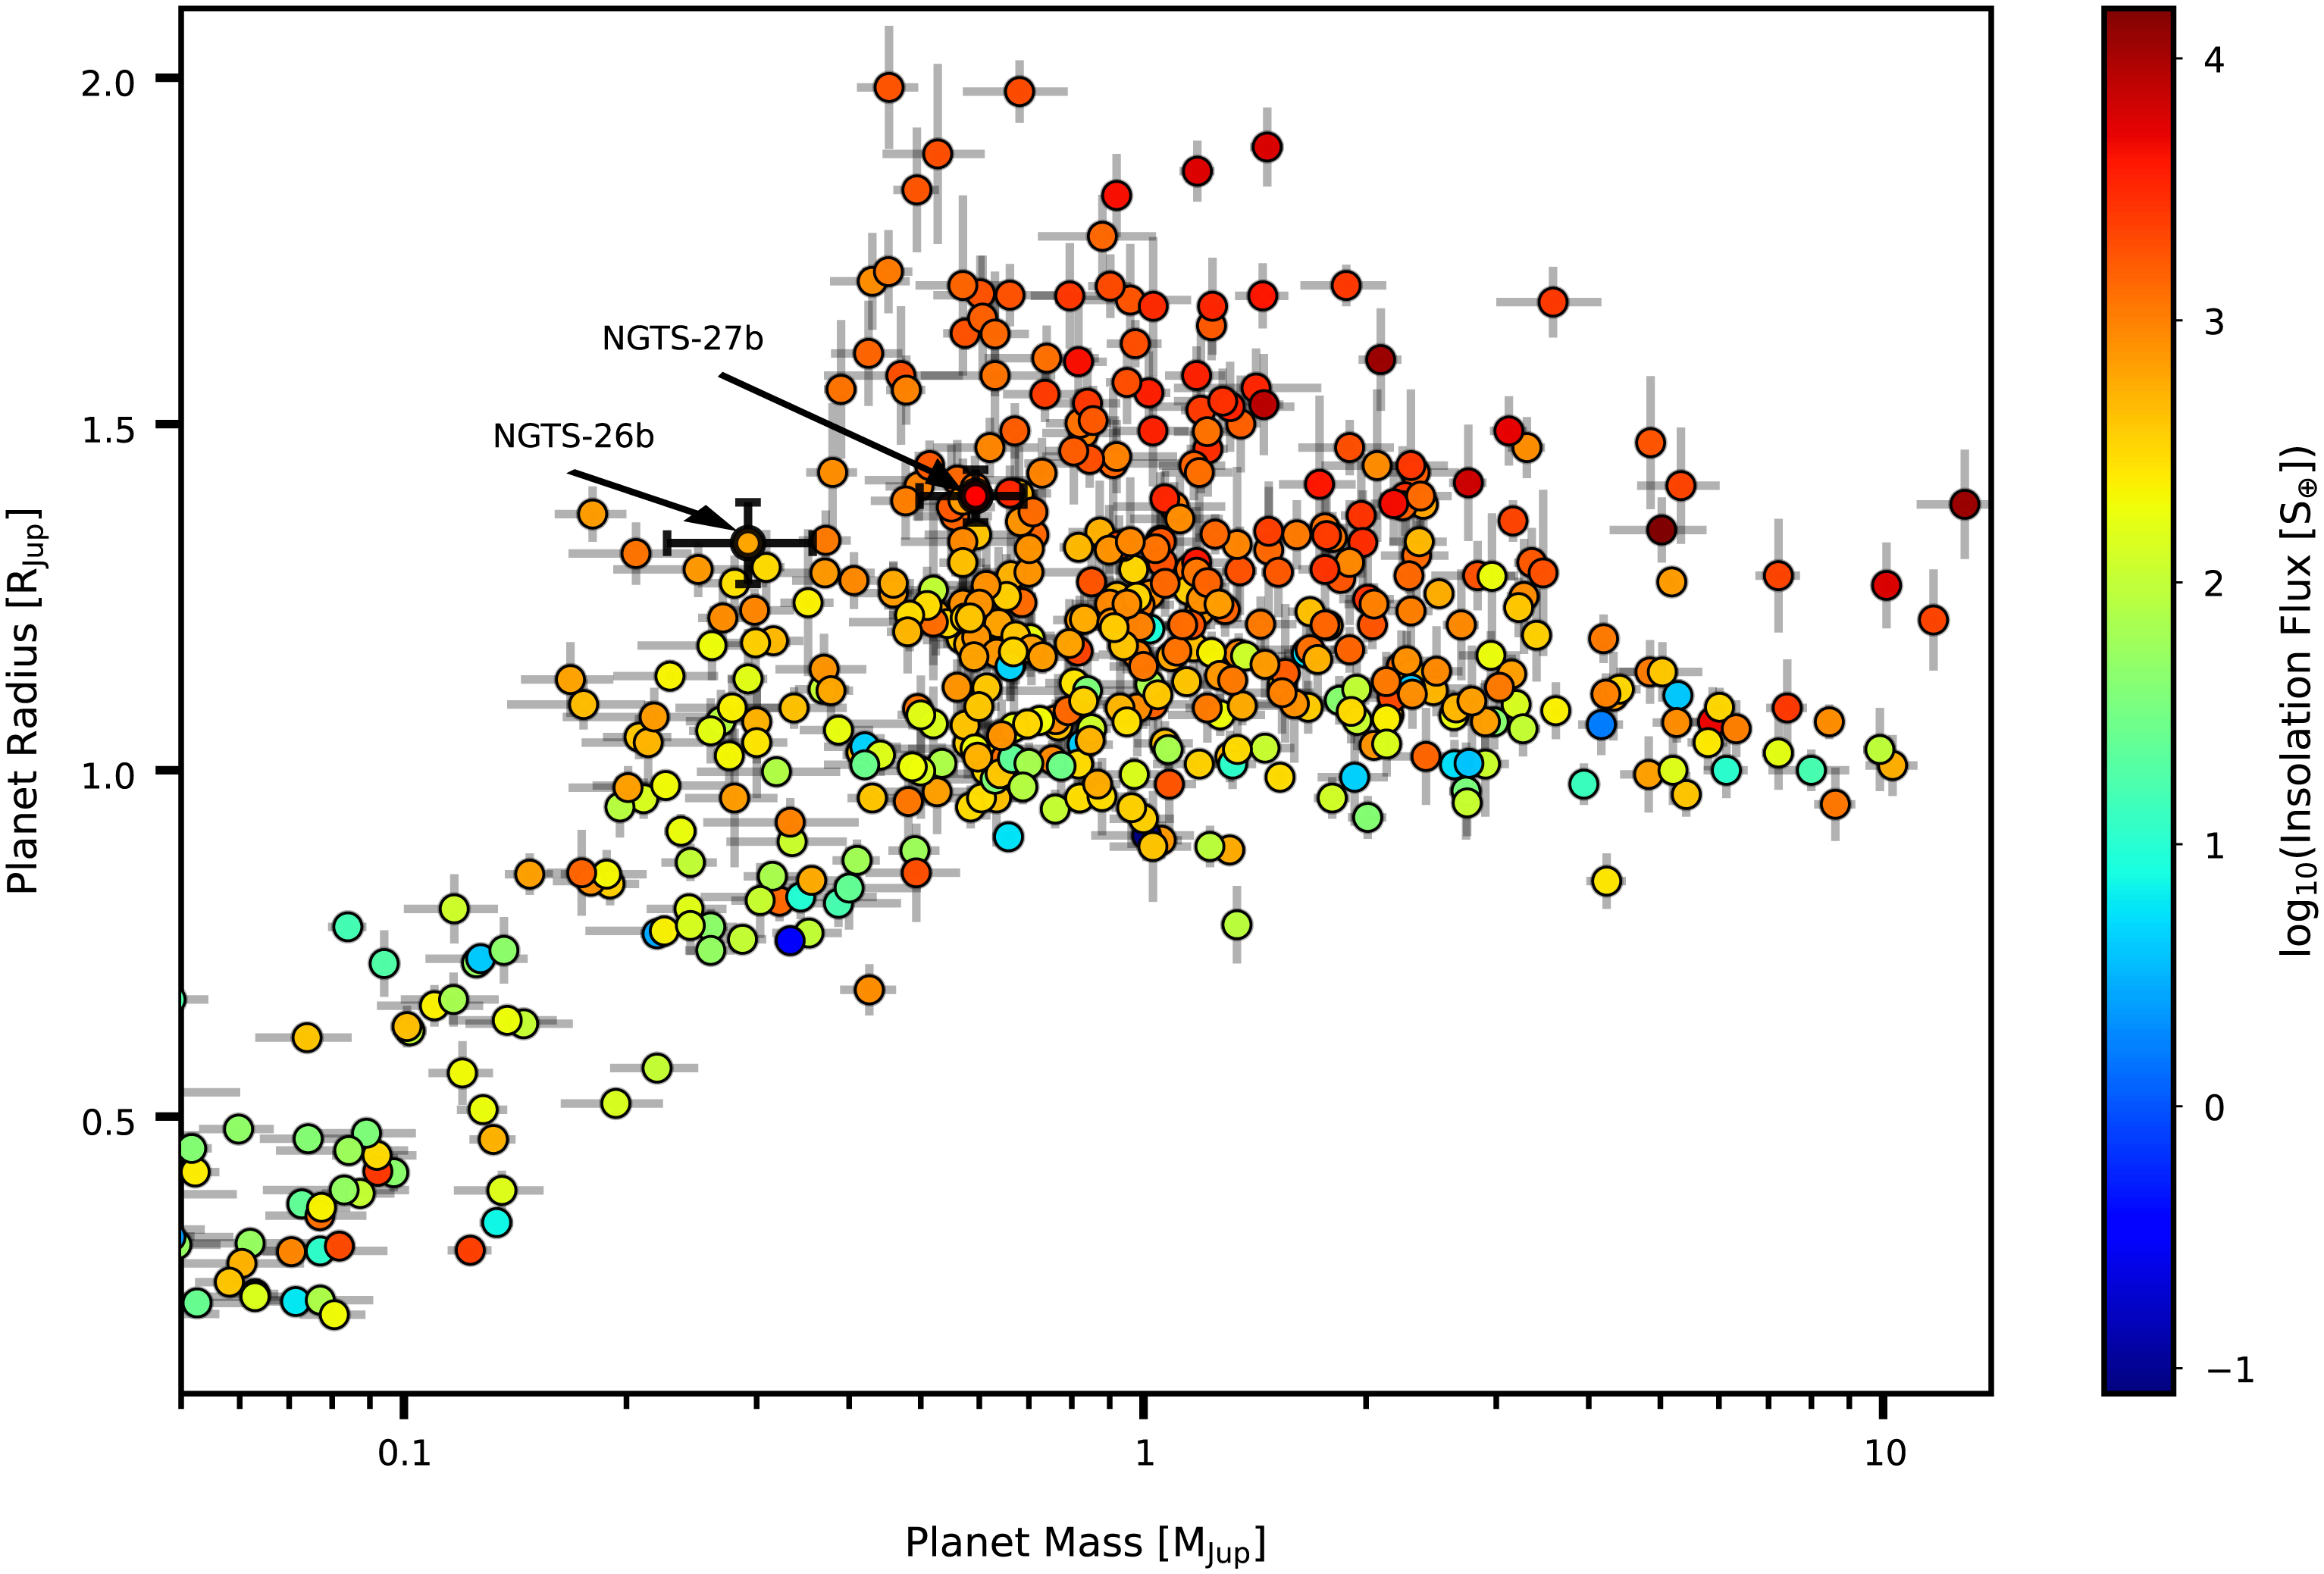 Planet Radius [R_Jup]
2.0
1.5
1.0
0.5
NGTS-27b
NGTS-26b
0.1
1
10
Planet Mass [M_Jup]
4
3
2
1
0
−1
log₁₀(Insolation Flux [S⊕])